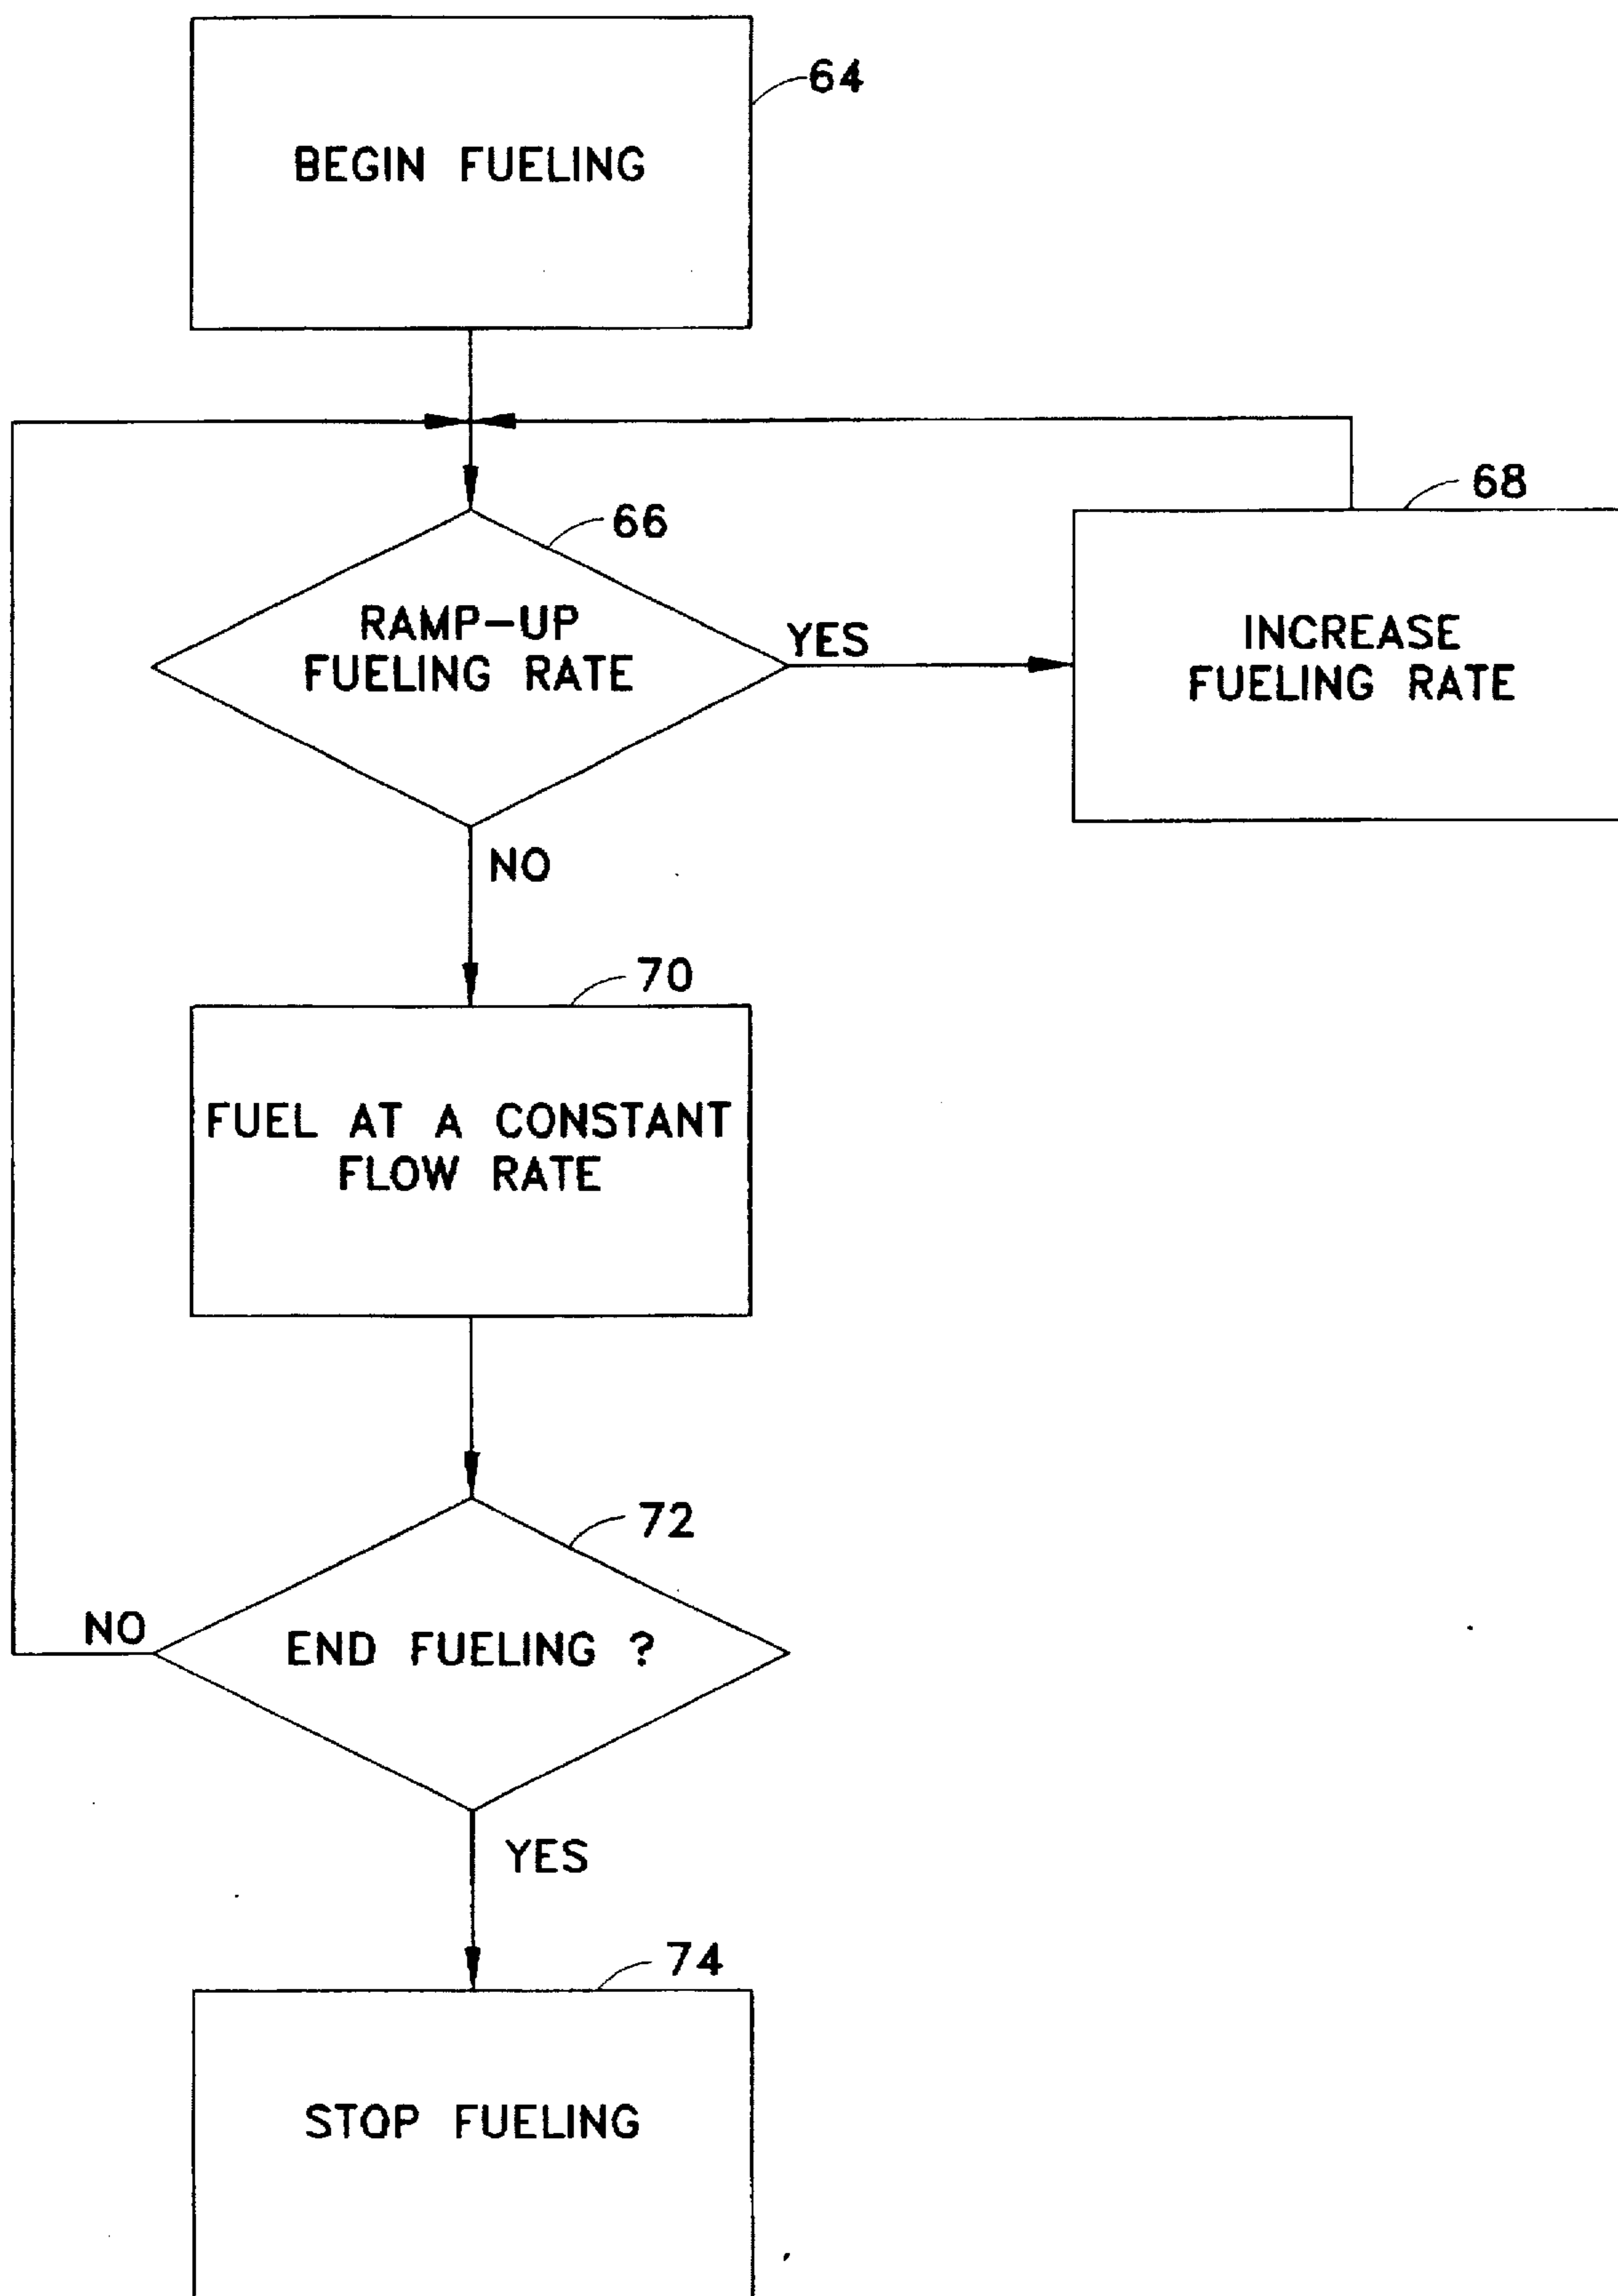 64
BEGIN FUELING
68
66
RAMP-UP
FUELING RATE
YES
INCREASE
FUELING RATE
NO
70
FUEL AT A CONSTANT
FLOW RATE
72
NO
END FUELING ?
YES
74
STOP FUELING